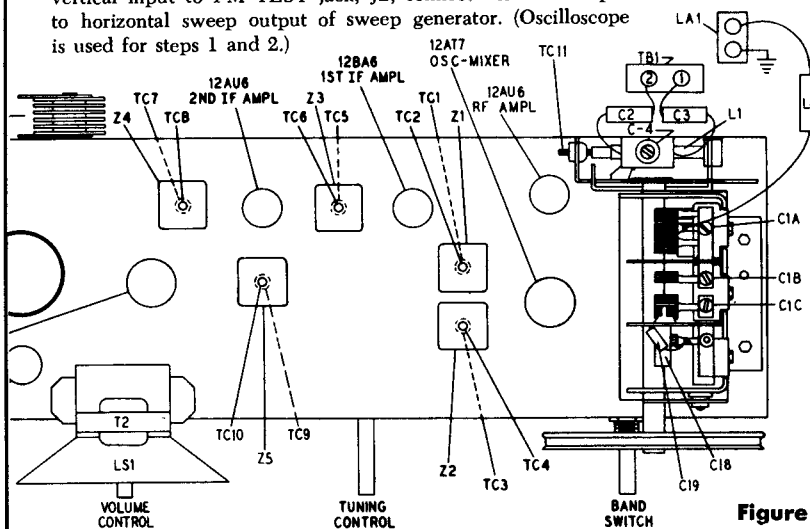 vertical input to FM TEST jack, J2, connect
to horizontal sweep output of sweep generator. (Oscilloscope
is used for steps 1 and 2.)
LA1
TB1
2 1
C2 C3
C-4
L1
L
TC11
12AT7
OSC-MIXER
12AU6
RF AMPL
12BA6
1ST IF AMPL
12AU6
2ND IF AMPL
TC7
Z4 TC8
Z3
TC6 TC5
TC1
TC2 Z1
C1A
C1B
C1C
T2
LS1
TC10 Z5 TC9
Z2 TC3 TC4
C19 C18
VOLUME
CONTROL
TUNING
CONTROL
BAND
SWITCH
Figure